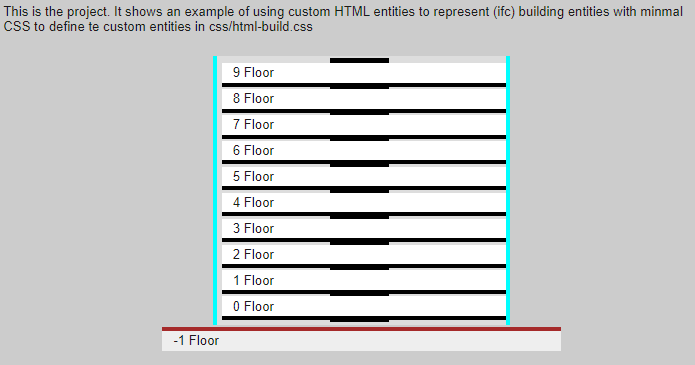 This is the project. It shows an example of using custom HTML entities to represent (ifc) building entities with minmal
CSS to define te custom entities in css/html-build.css
9 Floor
8 Floor
7 Floor
6 Floor
5 Floor
4 Floor
3 Floor
2 Floor
1 Floor
0 Floor
-1 Floor